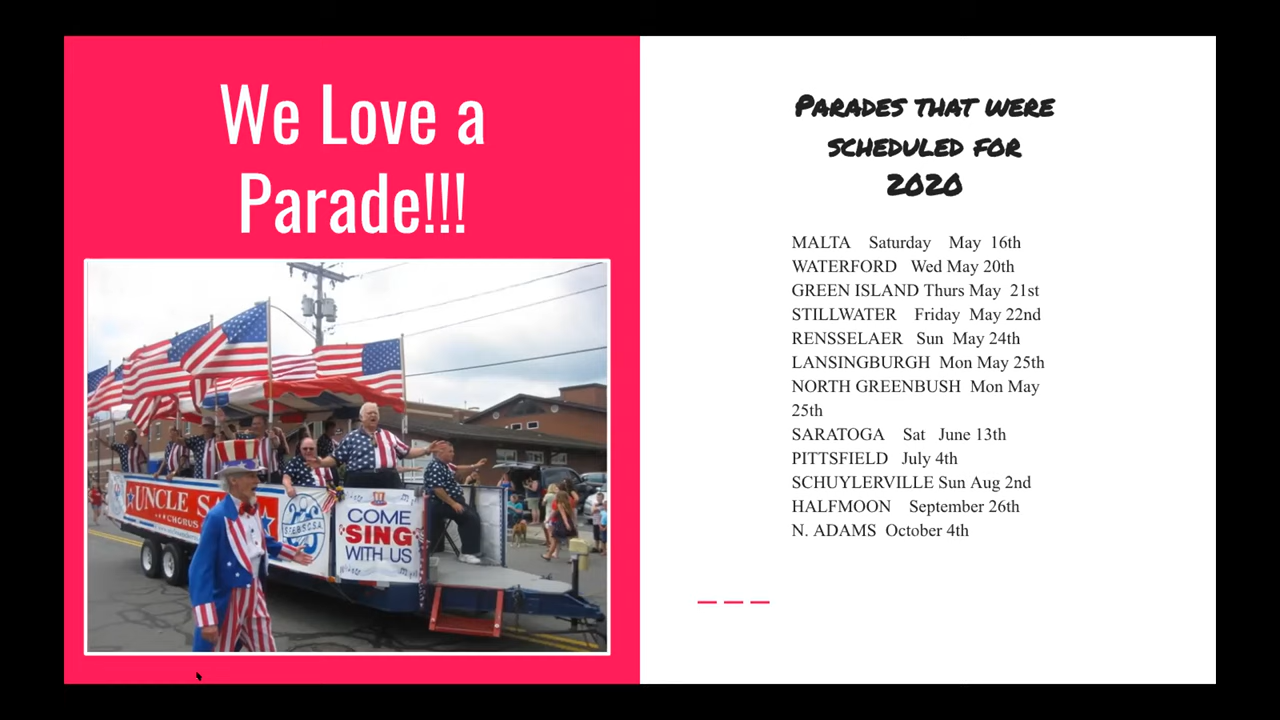 We Love a
Parade!!!
UNCLE
CHORUS
COME
SING
WITH US
Parades that were
scheduled for
2020
MALTA Saturday May 16th
WATERFORD Wed May 20th
GREEN ISLAND Thurs May 21st
STILLWATER Friday May 22nd
RENSSELAER Sun May 24th
LANSINGBURGH Mon May 25th
NORTH GREENBUSH Mon May
25th
SARATOGA Sat June 13th
PITTSFIELD July 4th
SCHUYLERVILLE Sun Aug 2nd
HALFMOON September 26th
N. ADAMS October 4th